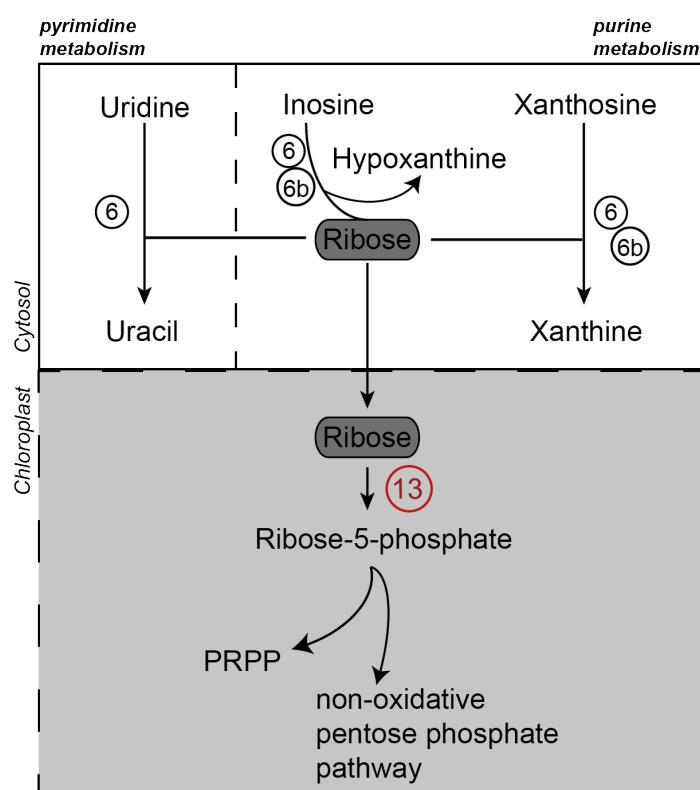 pyrimidine
metabolism
purine
metabolism
Uridine
Inosine
Xanthosine
6
Hypoxanthine
6b
6
6
6b
Ribose
Uracil
Xanthine
Cytosol
Chloroplast
Ribose
13
Ribose-5-phosphate
PRPP
non-oxidative
pentose phosphate
pathway